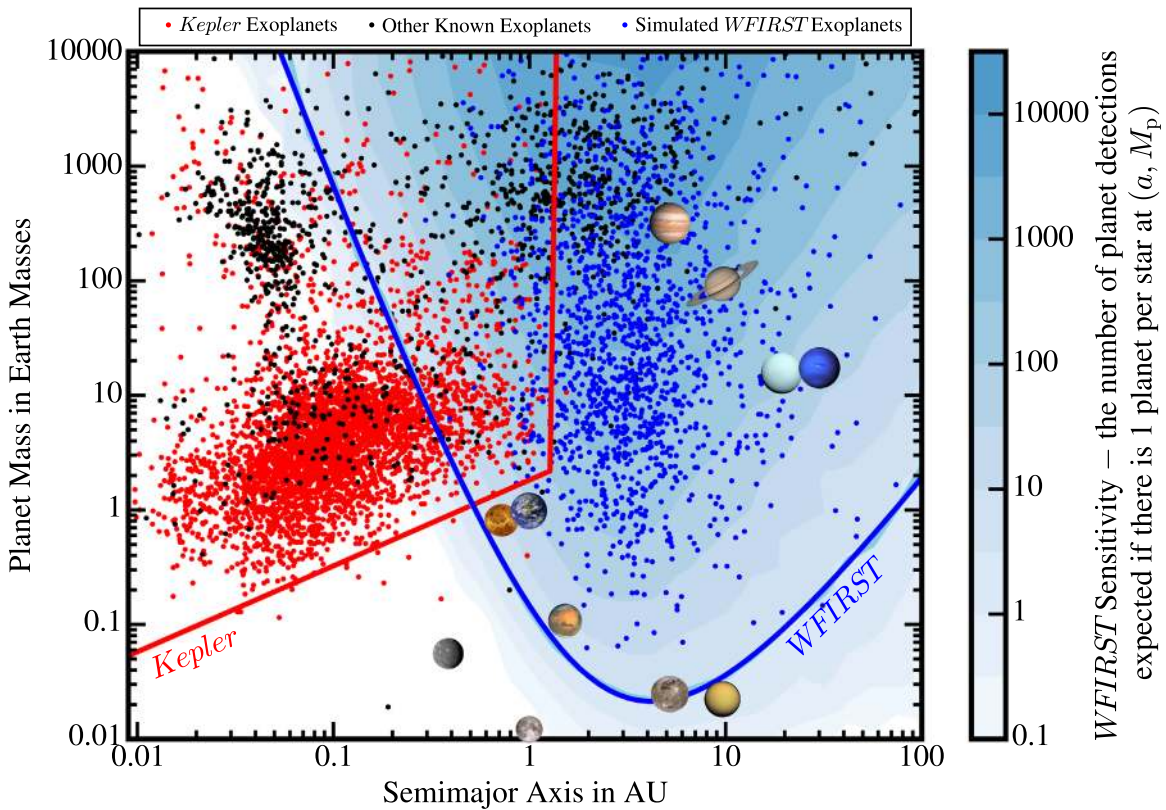 Kepler Exoplanets
Other Known Exoplanets
Simulated WFIRST Exoplanets
10000
1000
100
10
1
0.1
0.01
Planet Mass in Earth Masses
0.01
0.1
1
10
100
Semimajor Axis in AU
Kepler
WFIRST
10000
1000
100
10
1
0.1
WFIRST Sensitivity − the number of planet detections
expected if there is 1 planet per star at (a, Mp)